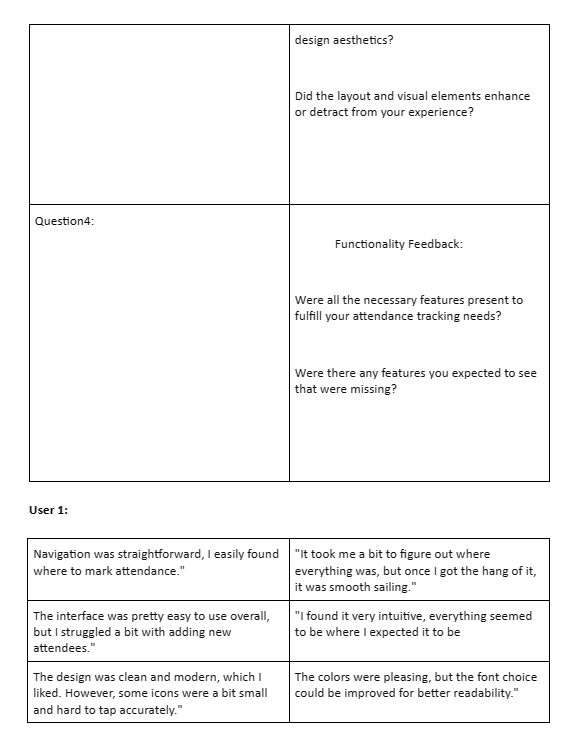 design aesthetics?
Did the layout and visual elements enhance
or detract from your experience?
Question4:
Functionality Feedback:
Were all the necessary features present to
fulfill your attendance tracking needs?
Were there any features you expected to see
that were missing?
User 1:
Navigation was straightforward, I easily found
where to mark attendance."
"It took me a bit to figure out where
everything was, but once I got the hang of it,
it was smooth sailing."
The interface was pretty easy to use overall,
but I struggled a bit with adding new
attendees."
"I found it very intuitive, everything seemed
to be where I expected it to be
The design was clean and modern, which I
liked. However, some icons were a bit small
and hard to tap accurately."
The colors were pleasing, but the font choice
could be improved for better readability."